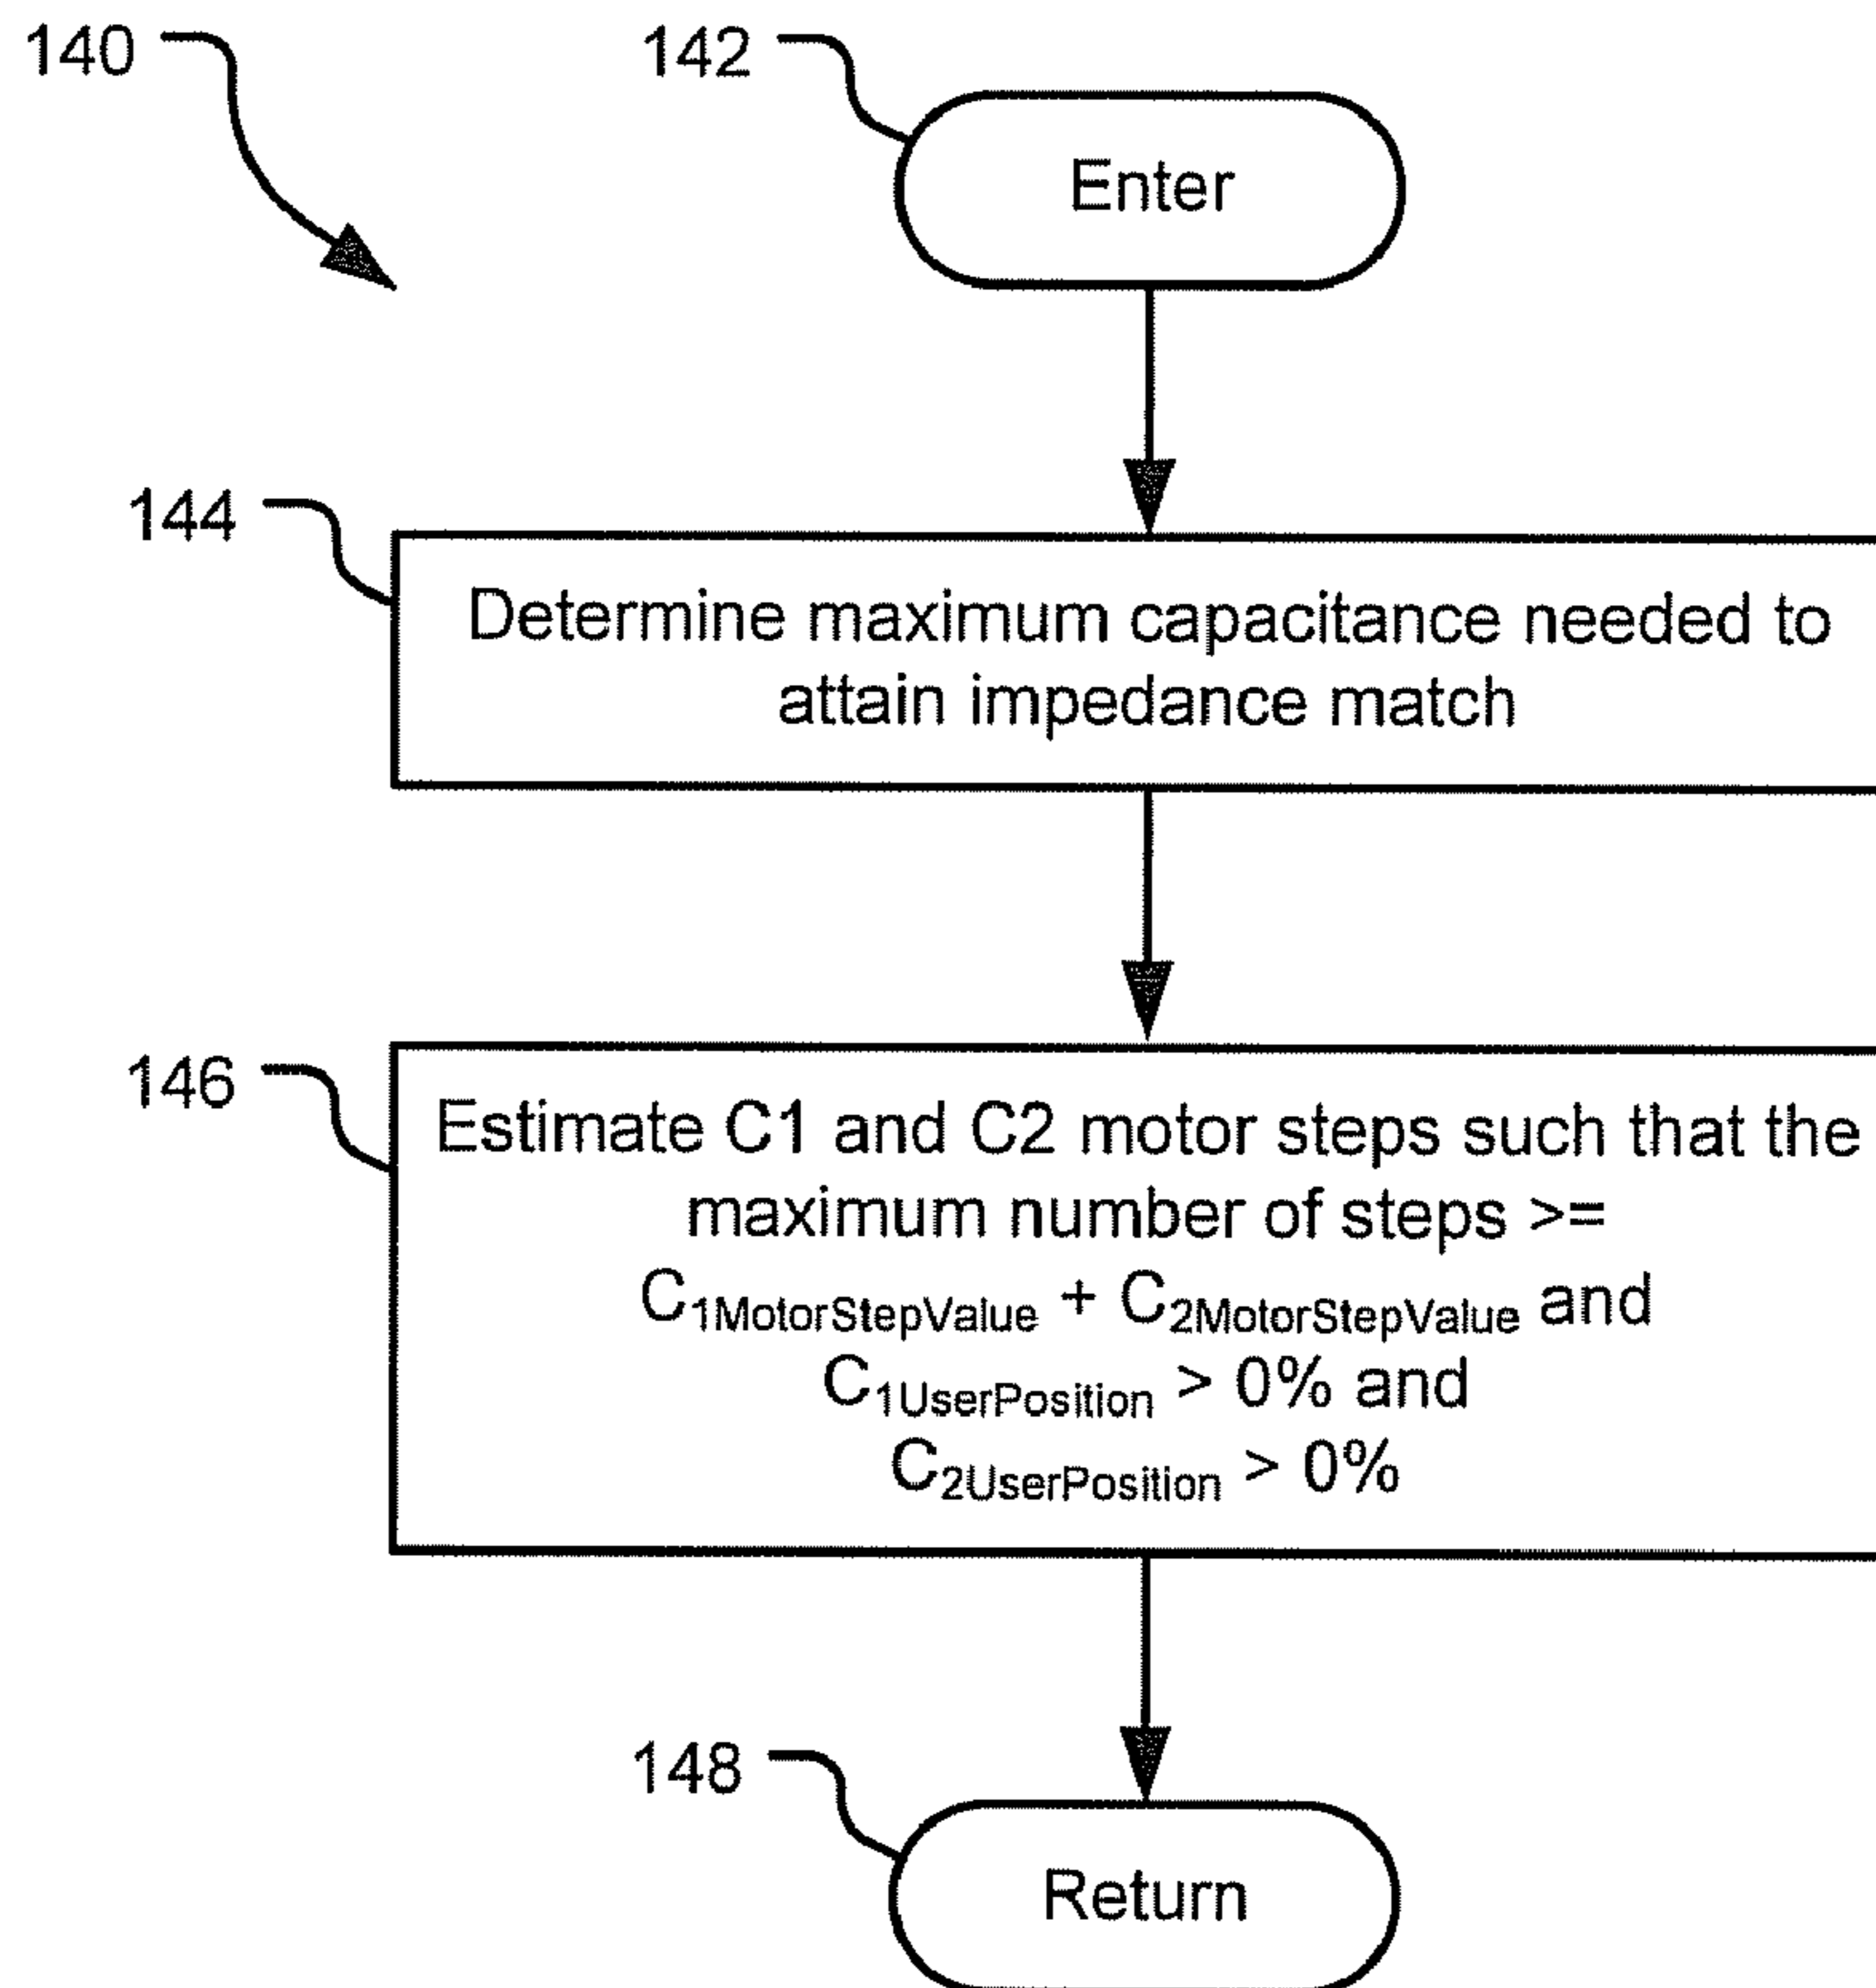 140
142
Enter
144
Determine maximum capacitance needed to
attain impedance match
146
Estimate C1 and C2 motor steps such that the
maximum number of steps >=
C1MotorStepValue + C2MotorStepValue and
C1UserPosition > 0% and
C2UserPosition > 0%
148
Return